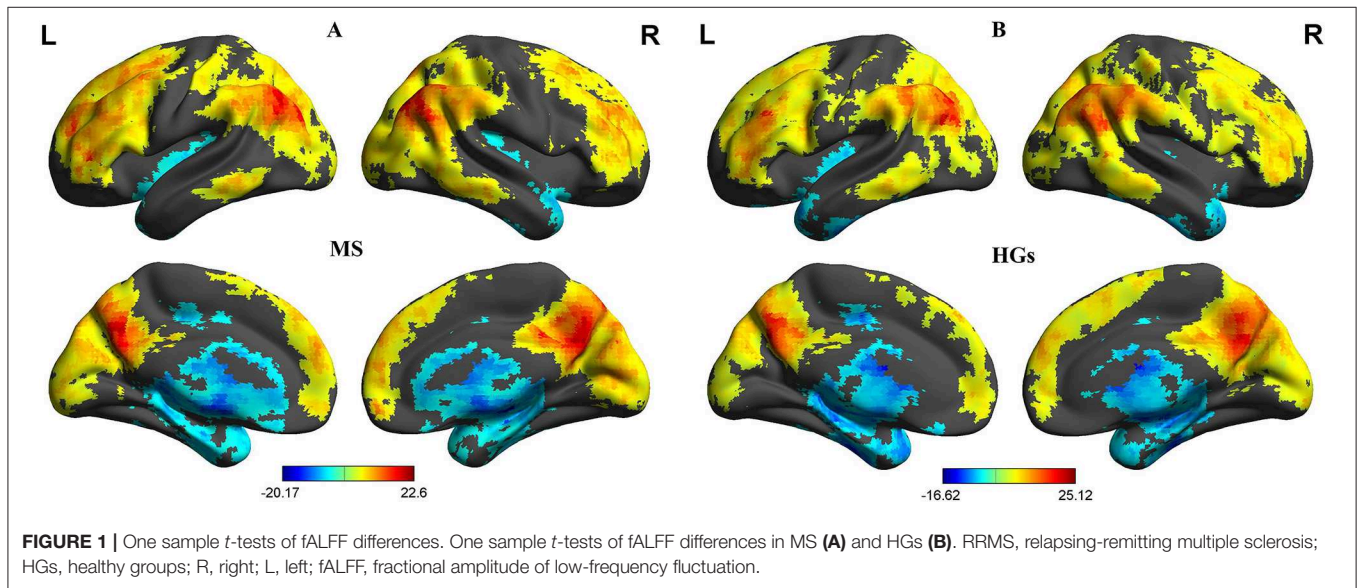 L A R L B R
MS HGs
-20.17 22.6 -16.62 25.12
FIGURE 1 | One sample t-tests of fALFF differences. One sample t-tests of fALFF differences in MS (A) and HGs (B). RRMS, relapsing-remitting multiple sclerosis;
HGs, healthy groups; R, right; L, left; fALFF, fractional amplitude of low-frequency fluctuation.